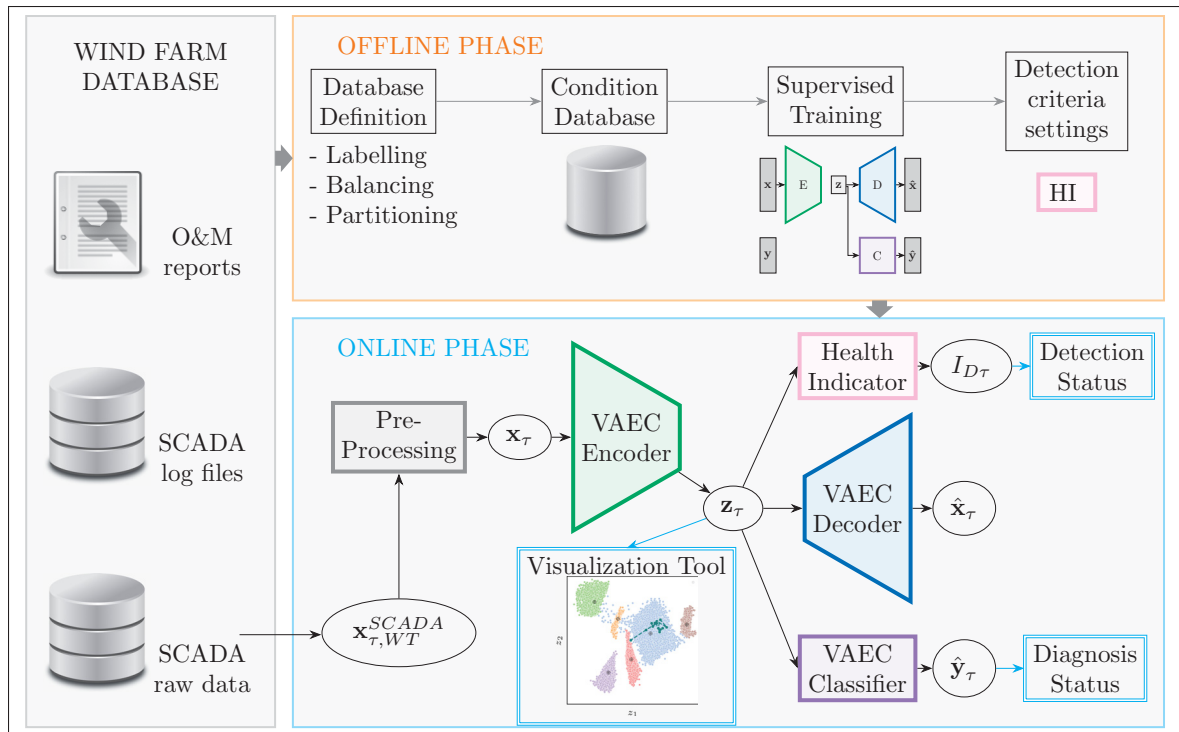 WIND FARM
DATABASE
O&M
reports
SCADA
log files
SCADA
raw data
OFFLINE PHASE
Database
Definition
- Labelling
- Balancing
- Partitioning
Condition
Database
Supervised
Training
x
E
z
D
x̂
y
C
ŷ
Detection
criteria
settings
HI
ONLINE PHASE
Pre-
Processing
x_τ
VAEC
Encoder
z_τ
Health
Indicator
I_{Dτ}
Detection
Status
VAEC
Decoder
x̂_τ
Visualization Tool
z_2
z_1
x_{τ,WT}^{SCADA}
VAEC
Classifier
ŷ_τ
Diagnosis
Status